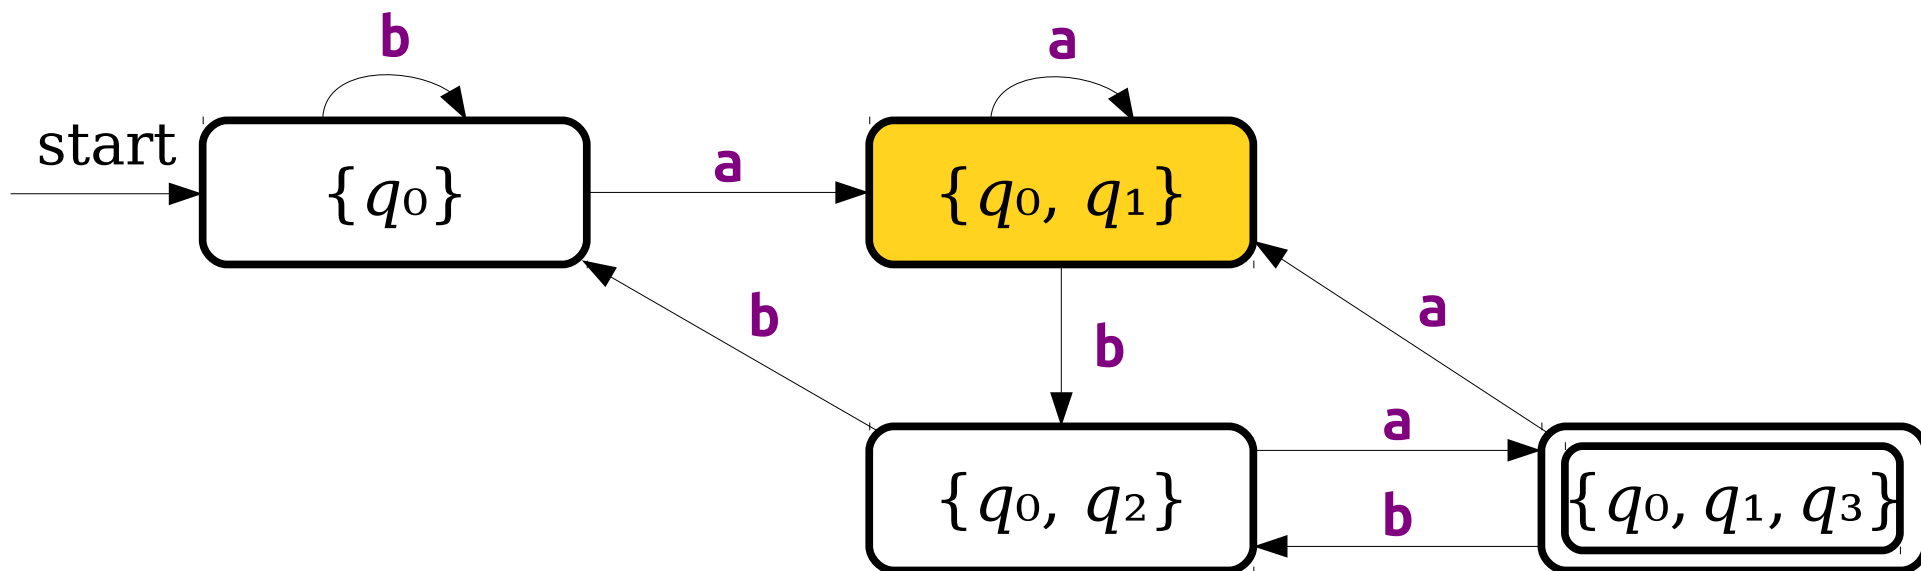 b
a
start
a
{q₀}
{q₀, q₁}
b
a
b
a
{q₀, q₂}
{q₀, q₁, q₃}
b